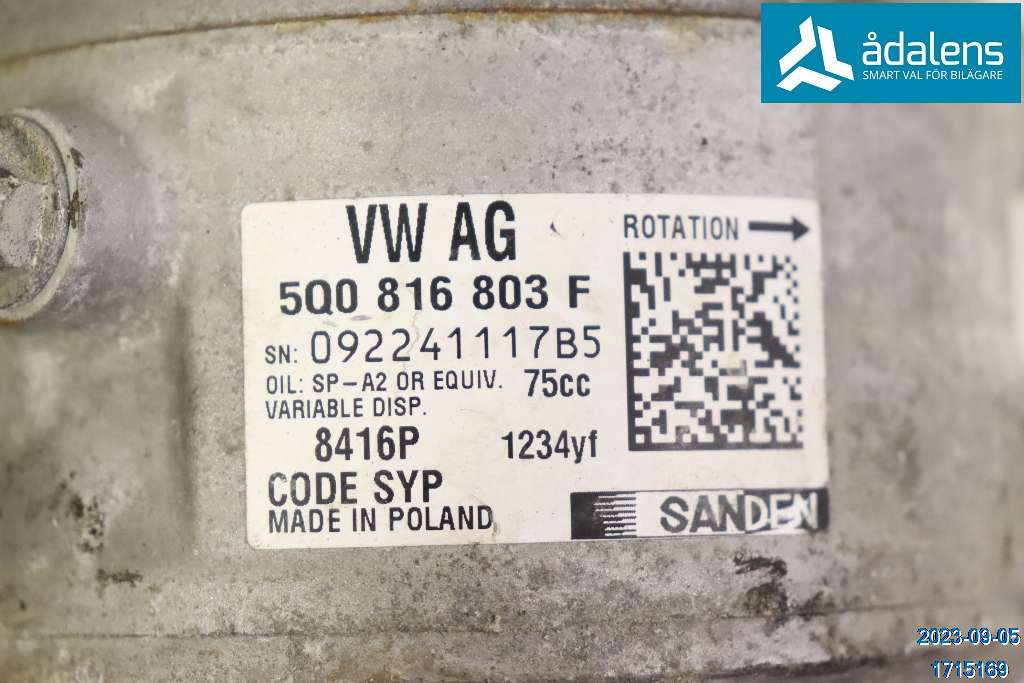 ådalens
SMART VAL FÖR BILÄGARE
VW AG
ROTATION
5Q0 816 803 F
SN: 092241117B5
OIL: SP-A2 OR EQUIV. 75cc
VARIABLE DISP.
8416P 1234yf
CODE SYP
MADE IN POLAND
SANDEN
2023-09-05
1715169